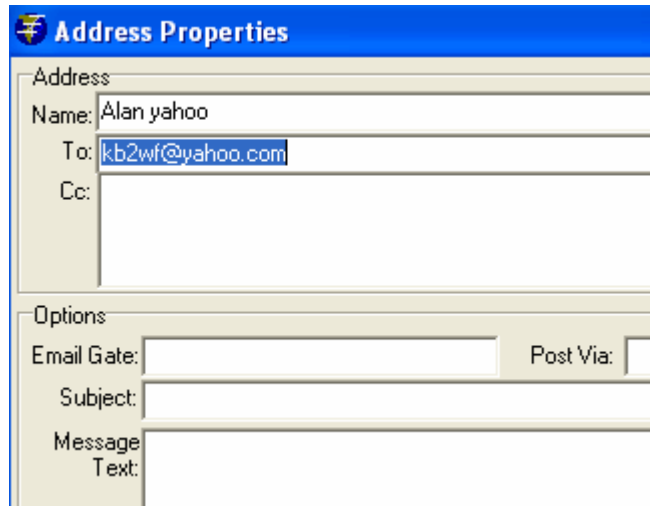 Address Properties
Address
Name: Alan yahoo
To: kb2wf@yahoo.com
Cc:
Options
Email Gate: Post Via:
Subject:
Message
Text: